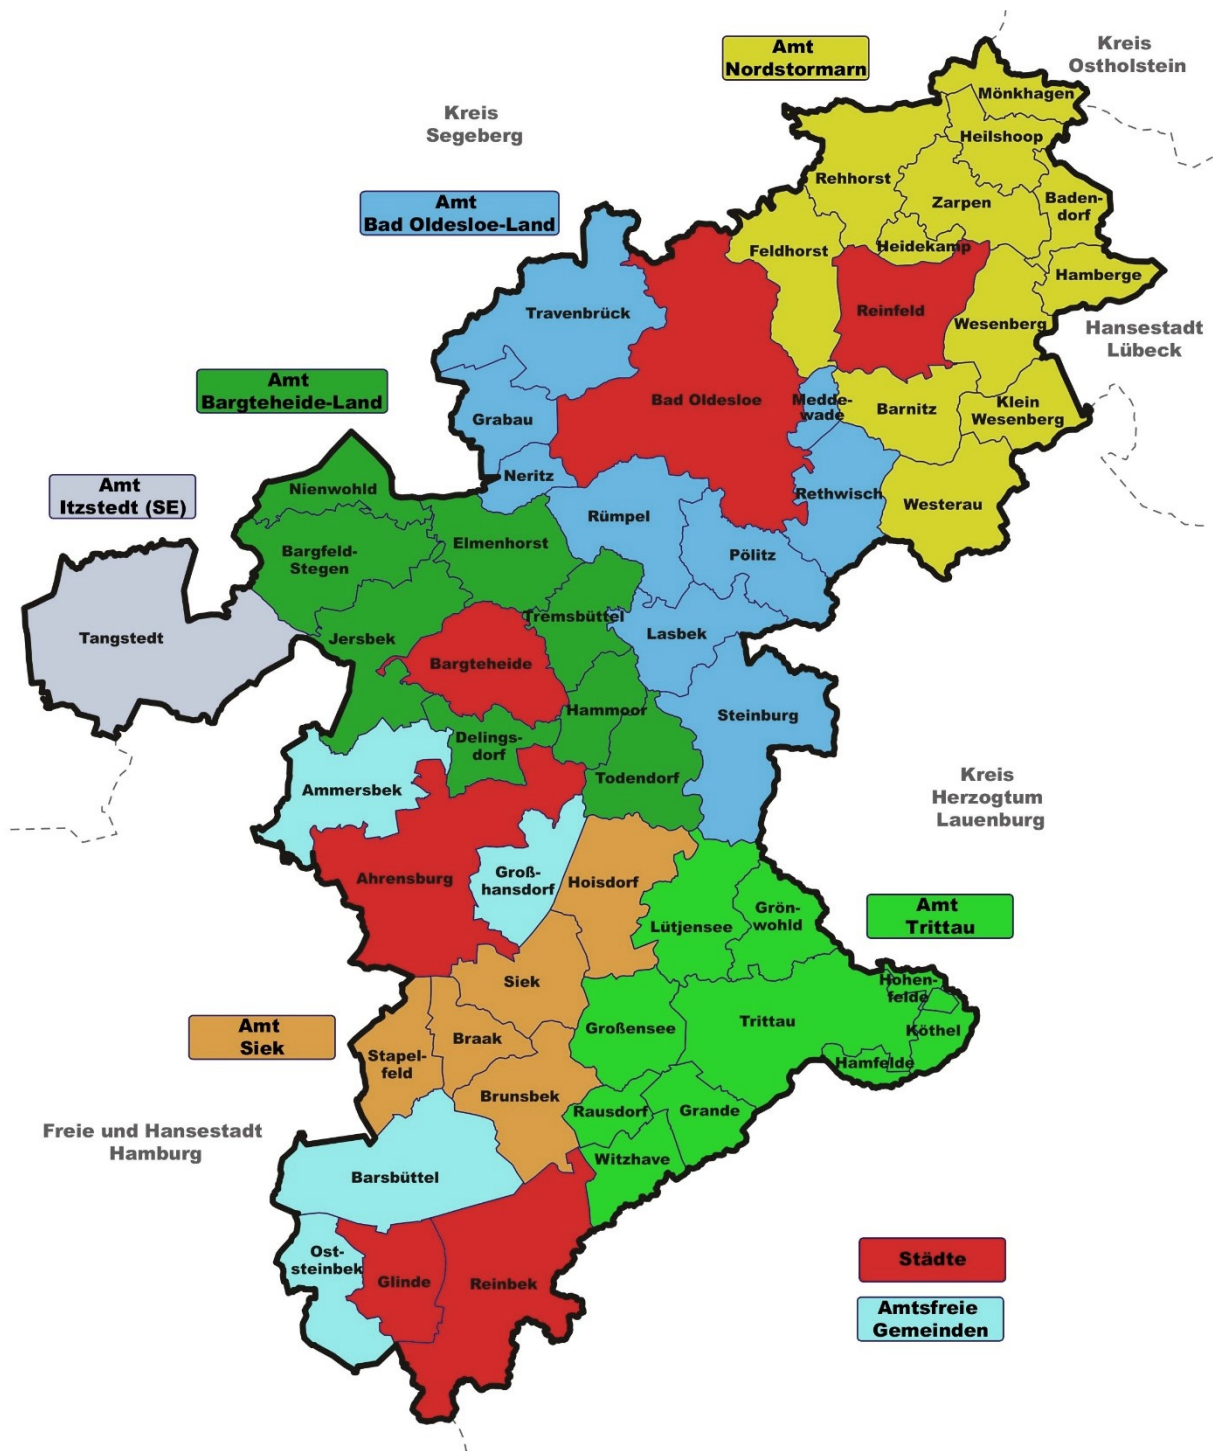 Amt
Nordstormarn
Kreis
Ostholstein
Mönkhagen
Kreis
Segeberg
Heilshoop
Rehhorst
Zarpen
Baden-
dorf
Amt
Bad Oldesloe-Land
Feldhorst
Heidekamp
Hamberge
Travenbrück
Reinfeld
Wesenberg
Hansestadt
Lübeck
Amt
Bargteheide-Land
Bad Oldesloe
Medde-
wade
Barnitz
Klein
Wesenberg
Grabau
Neritz
Nienwohld
Rethwisch
Westerau
Amt
Itzstedt (SE)
Rümpel
Elmenhorst
Bargfeld-
Stegen
Pölitz
Tangstedt
Jersbek
Tremsbüttel
Lasbek
Bargteheide
Hammoor
Steinburg
Delings-
dorf
Todendorf
Ammersbek
Kreis
Herzogtum
Lauenburg
Ahrensburg
Groß-
hansdorf
Hoisdorf
Lütjensee
Grön-
wohld
Amt
Trittau
Siek
Hohen-
felde
Amt
Siek
Stapel-
feld
Braak
Großensee
Trittau
Köthel
Hamfelde
Brunsbek
Rausdorf
Grande
Freie und Hansestadt
Hamburg
Witzhave
Barsbüttel
Ost-
steinbek
Glinde
Reinbek
Städte
Amtsfreie
Gemeinden